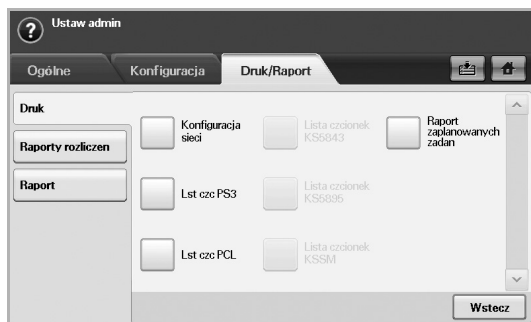 ?
Ustaw admin
Ogólne
Konfiguracja
Druk/Raport
Druk
Raporty rozliczen
Raport
Konfiguracja
sieci
Lista czcionek
KS5843
Raport
zaplanowanych
zadan
Lst czc PS3
Lista czcionek
KS5895
Lst czc PCL
Lista czcionek
KSSM
Wstecz